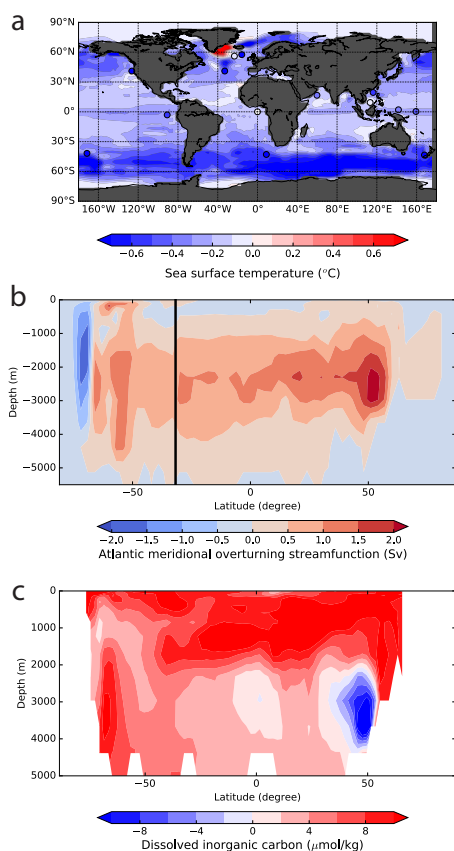 a
90°N
60°N
30°N
0°
30°S
60°S
90°S
160°W 120°W 80°W 40°W 0° 40°E 80°E 120°E 160°E
−0.6 −0.4 −0.2 0.0 0.2 0.4 0.6
Sea surface temperature (°C)
b
0
−1000
−2000
−3000
−4000
−5000
Depth (m)
−50 0 50
Latitude (degree)
−2.0 −1.5 −1.0 −0.5 0.0 0.5 1.0 1.5 2.0
Atlantic meridional overturning streamfunction (Sv)
c
0
1000
2000
3000
4000
5000
Depth (m)
−50 0 50
Latitude (degree)
−8 −4 0 4 8
Dissolved inorganic carbon (μmol/kg)